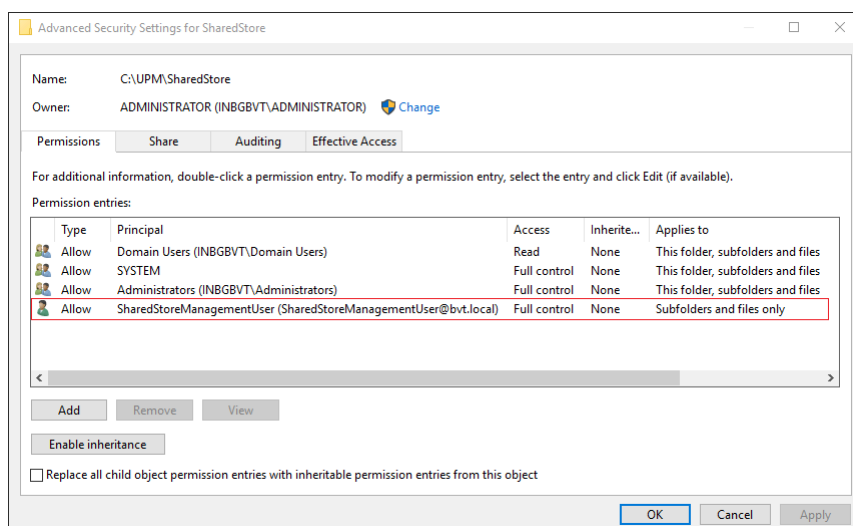 Advanced Security Settings for SharedStore
Name: C:\UPM\SharedStore
Owner: ADMINISTRATOR (INBGBVT\ADMINISTRATOR) Change
Permissions Share Auditing Effective Access
For additional information, double-click a permission entry. To modify a permission entry, select the entry and click Edit (if available).
Permission entries:
Type Principal Access Inherite... Applies to
Allow Domain Users (INBGBVT\Domain Users) Read None This folder, subfolders and files
Allow SYSTEM Full control None This folder, subfolders and files
Allow Administrators (INBGBVT\Administrators) Full control None This folder, subfolders and files
Allow SharedStoreManagementUser (SharedStoreManagementUser@bvt.local) Full control None Subfolders and files only
Add Remove View
Enable inheritance
Replace all child object permission entries with inheritable permission entries from this object
OK Cancel Apply